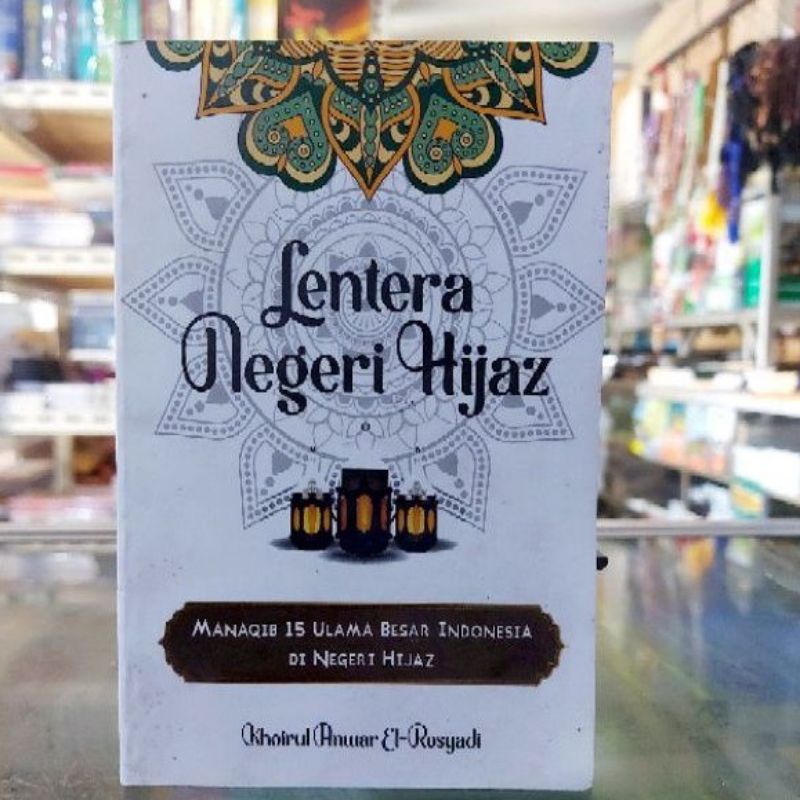 Lentera
Negeri Hijaz
MANAQIB 15 ULAMA BESAR INDONESIA
DI NEGERI HIJAZ
Khoirul Anwar El-Rosyadi